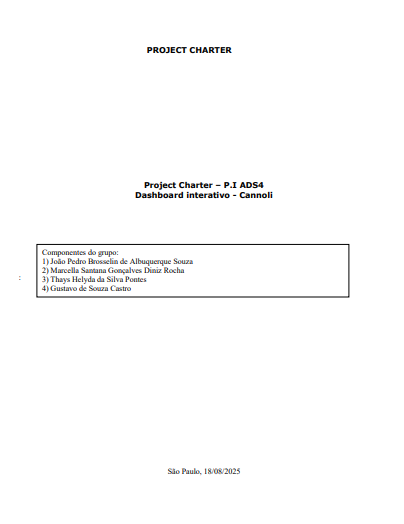 PROJECT CHARTER
Project Charter – P.I ADS4
Dashboard interativo - Cannoli
Componentes do grupo:
1) João Pedro Brosselin de Albuquerque Souza
2) Marcella Santana Gonçalves Diniz Rocha
:
3) Thays Helyda da Silva Pontes
4) Gustavo de Souza Castro
São Paulo, 18/08/2025